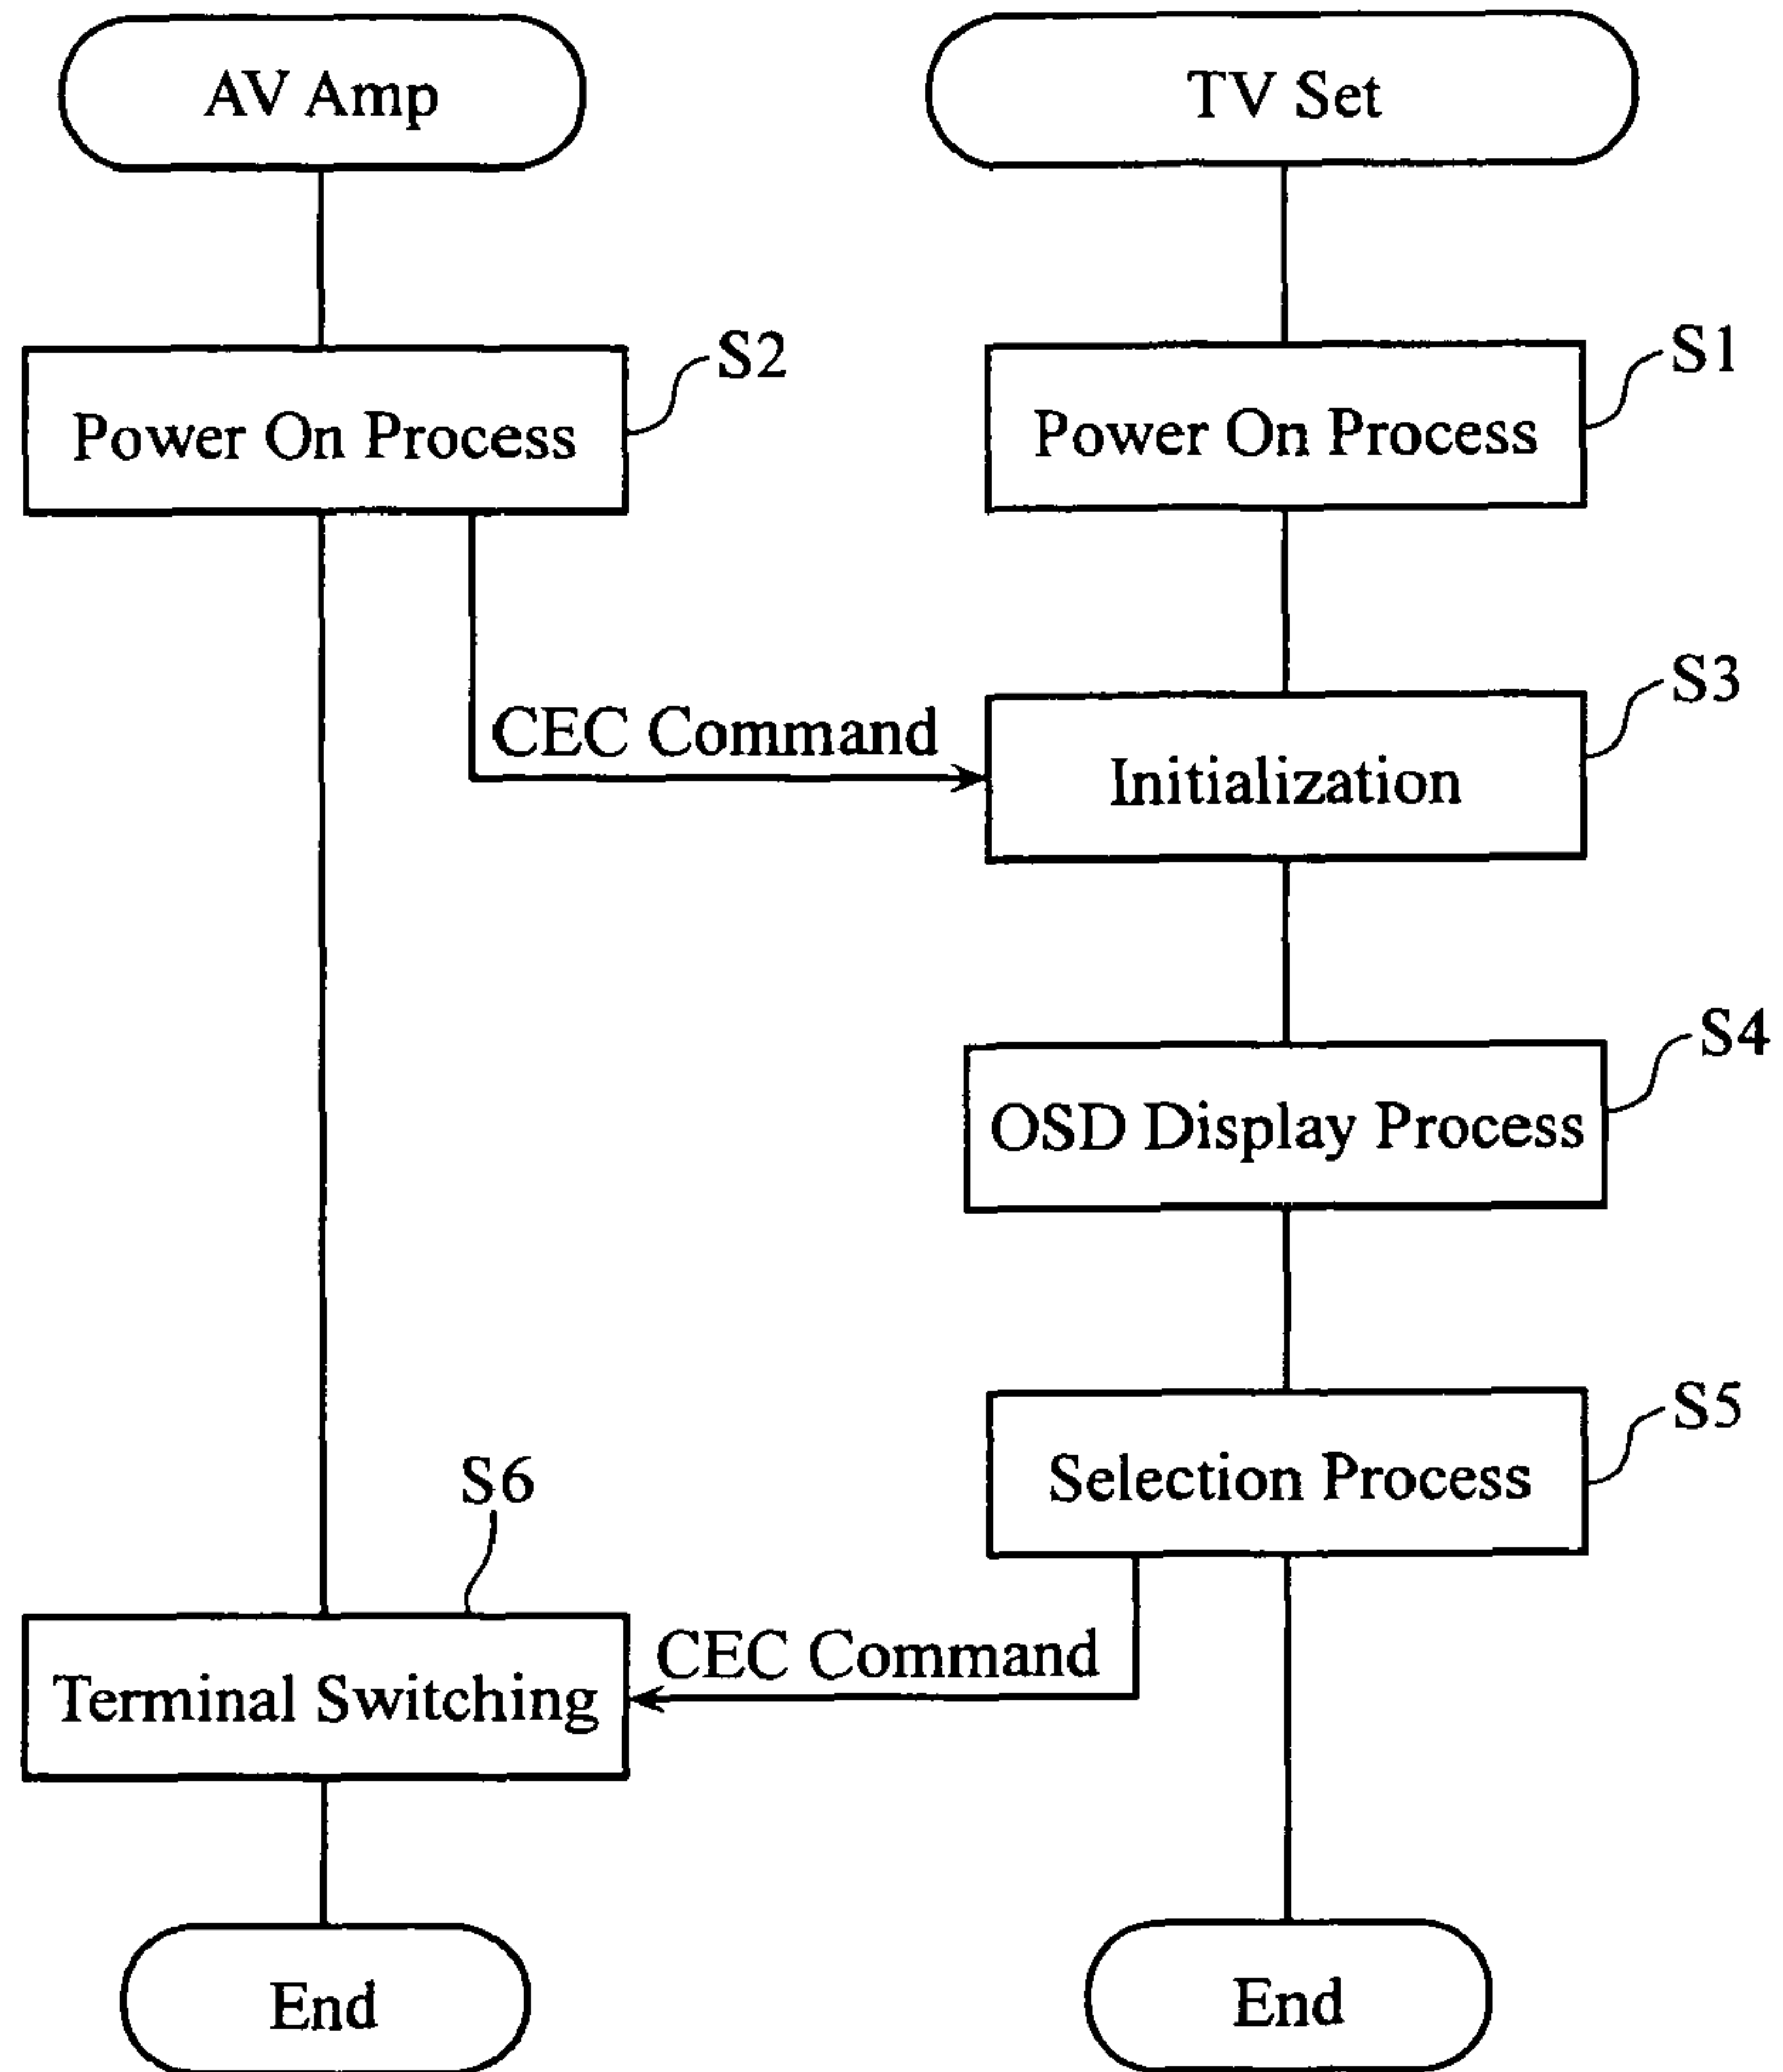 AV Amp
TV Set
S2
S1
Power On Process
Power On Process
S3
CEC Command
Initialization
S4
OSD Display Process
S5
Selection Process
S6
CEC Command
Terminal Switching
End
End